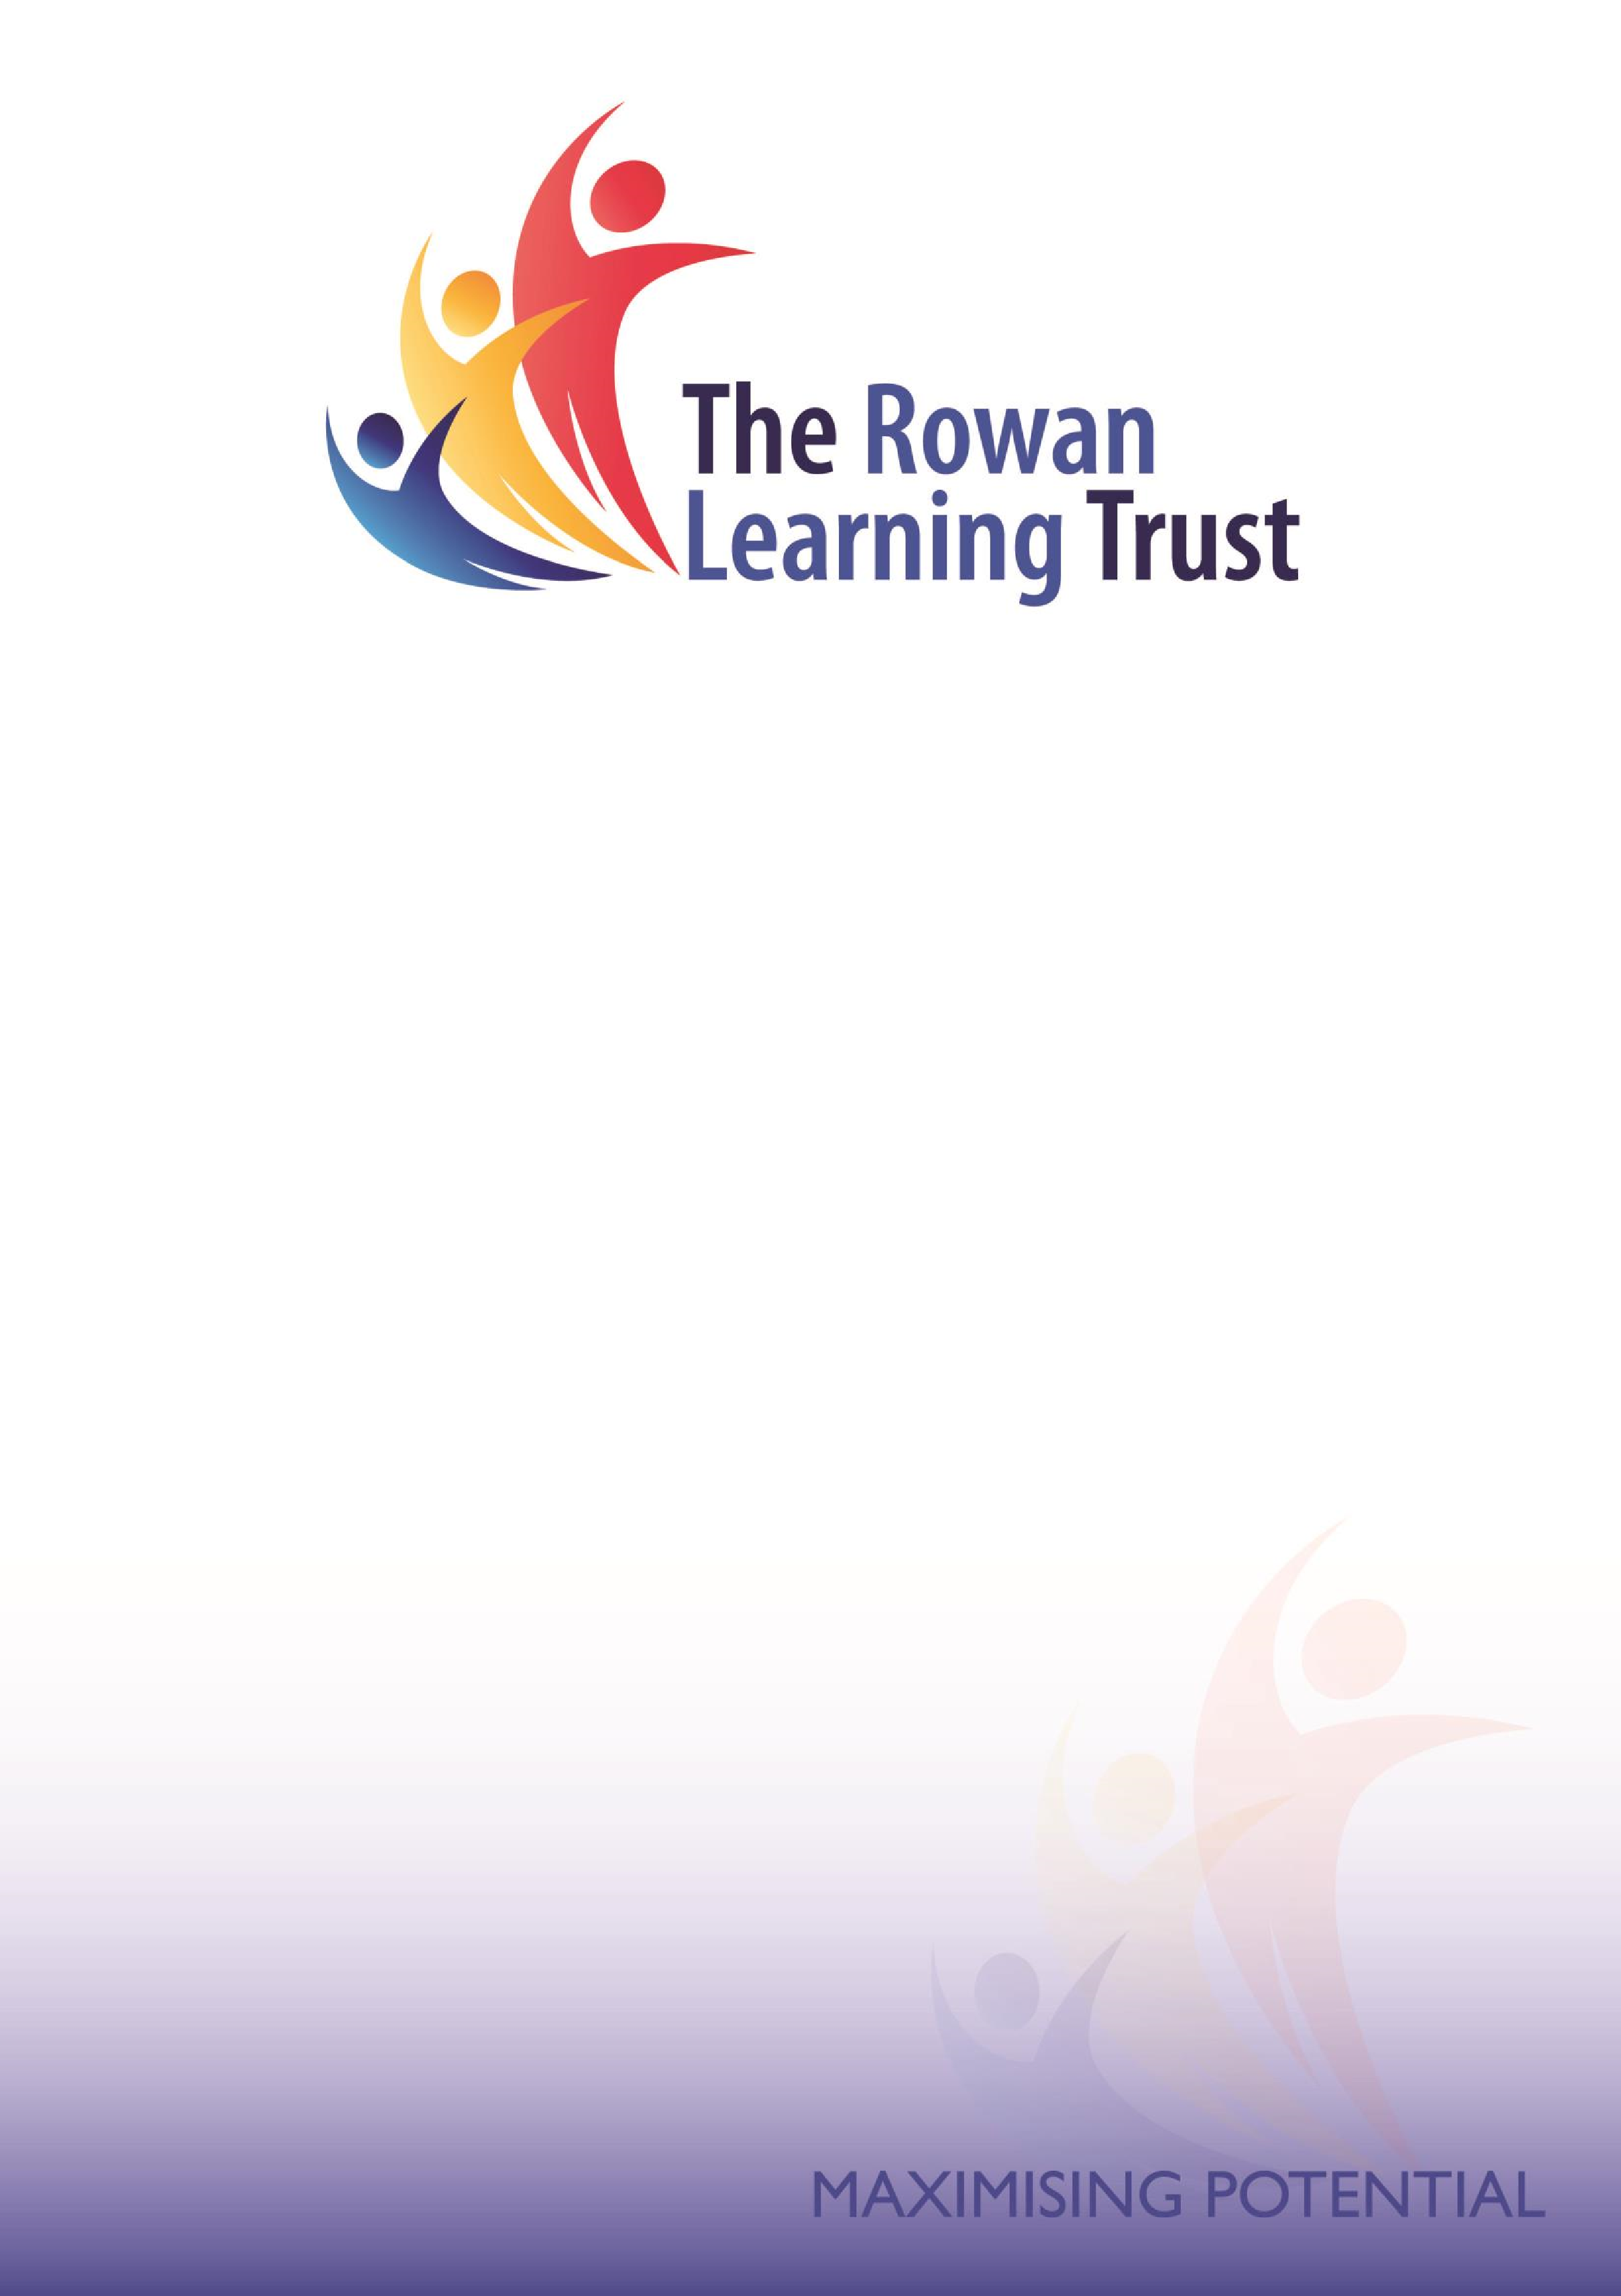 The Rowan
Learning Trust
MAXIMISING POTENTIAL